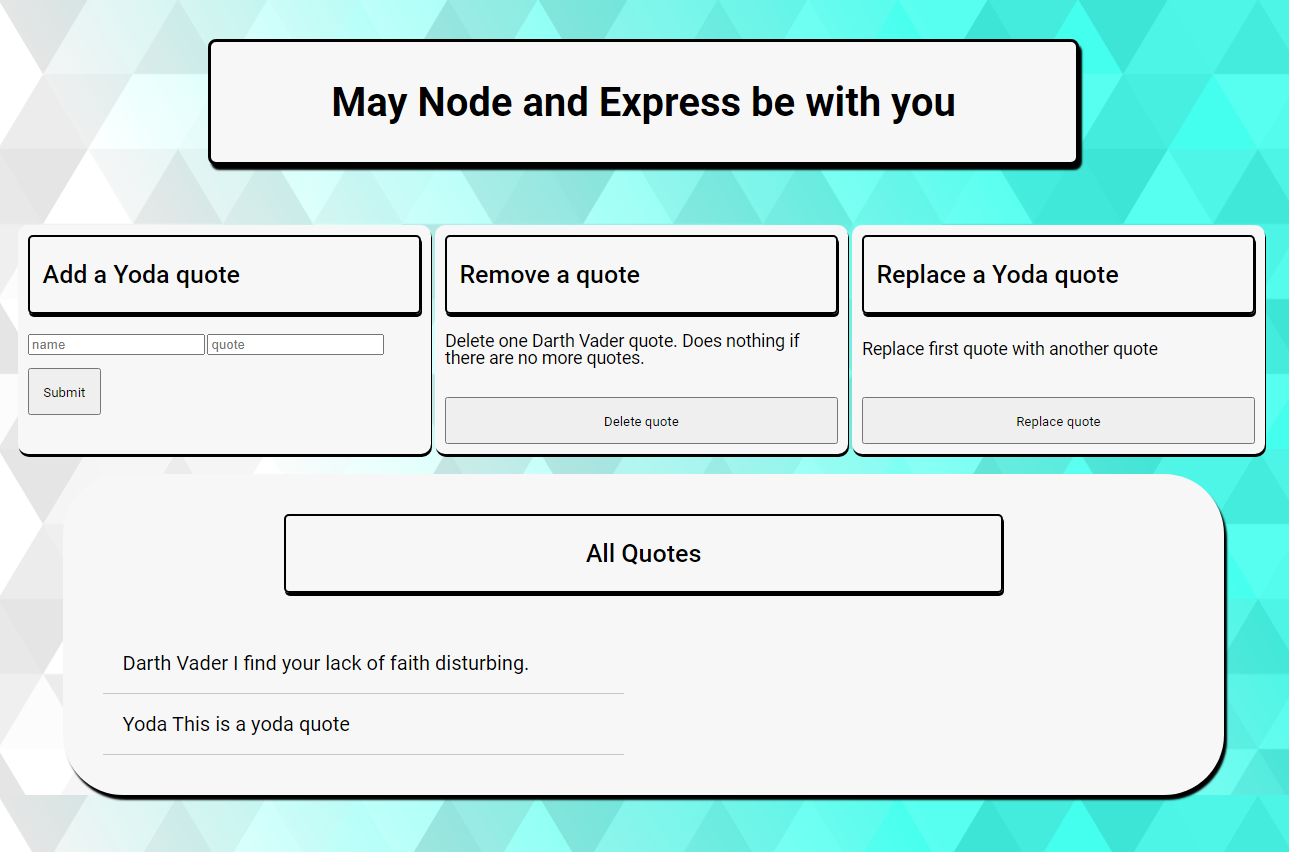 May Node and Express be with you
Add a Yoda quote
name
quote
Submit
Remove a quote
Delete one Darth Vader quote. Does nothing if
there are no more quotes.
Delete quote
Replace a Yoda quote
Replace first quote with another quote
Replace quote
All Quotes
Darth Vader I find your lack of faith disturbing.
Yoda This is a yoda quote